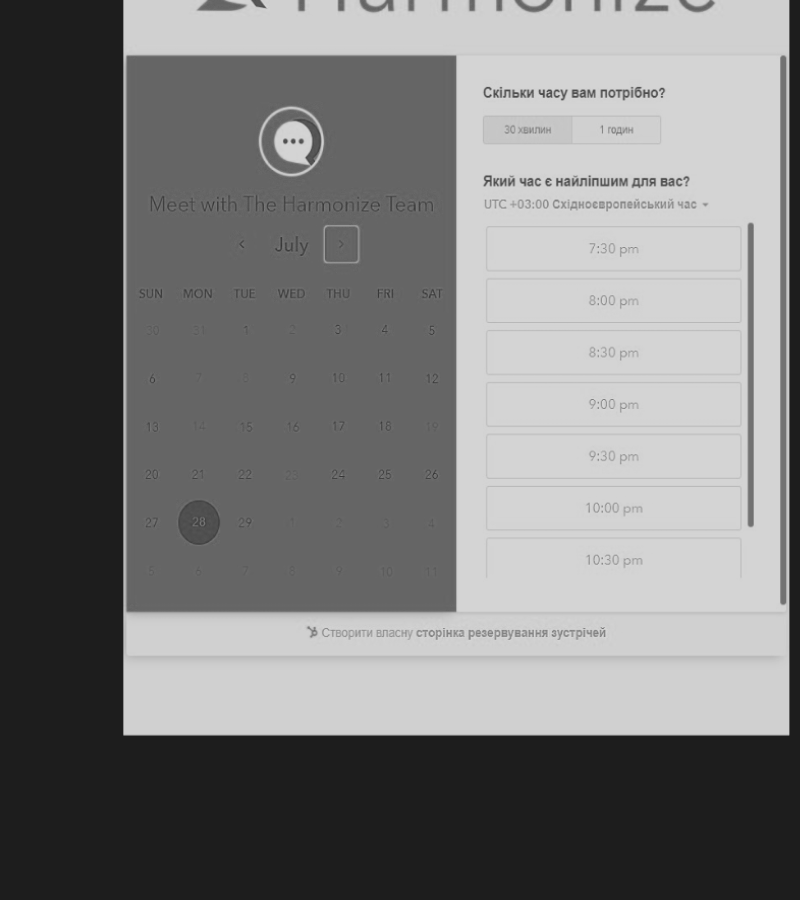 Harmonize
Meet with The Harmonize Team
< July >
SUN MON TUE WED THU FRI SAT
30 31 1 2 3 4 5
6 7 8 9 10 11 12
13 14 15 16 17 18 19
20 21 22 23 24 25 26
27 28 29 1 2 3 4
5 6 7 8 9 10 11
Скільки часу вам потрібно?
30 хвилин 1 годин
Який час є найліпшим для вас?
UTC +03:00 Східноєвропейський час
7:30 pm
8:00 pm
8:30 pm
9:00 pm
9:30 pm
10:00 pm
10:30 pm
Створити власну сторінка резервування зустрічей